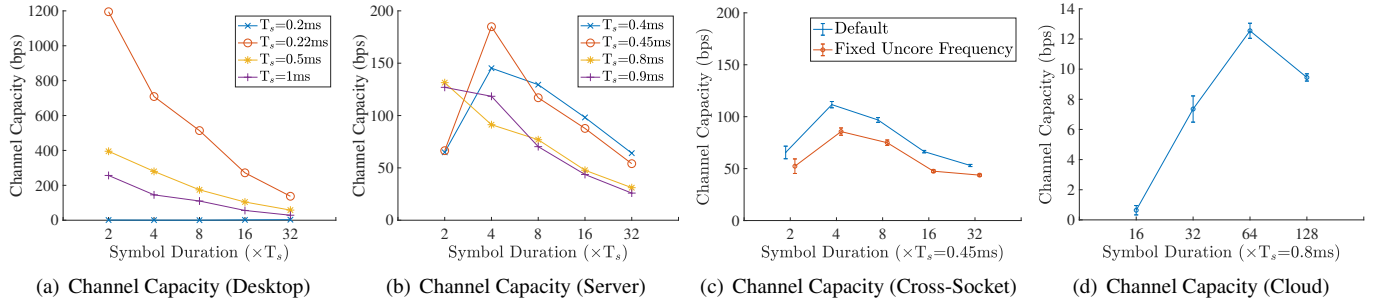 Channel Capacity (bps)
1200
1000
800
600
400
200
0
2 4 8 16 32
Symbol Duration (×T_s)
T_s=0.2ms
T_s=0.22ms
T_s=0.5ms
T_s=1ms
(a) Channel Capacity (Desktop)
Channel Capacity (bps)
200
150
100
50
0
2 4 8 16 32
Symbol Duration (×T_s)
T_s=0.4ms
T_s=0.45ms
T_s=0.8ms
T_s=0.9ms
(b) Channel Capacity (Server)
Channel Capacity (bps)
200
150
100
50
0
2 4 8 16 32
Symbol Duration (×T_s=0.45ms)
Default
Fixed Uncore Frequency
(c) Channel Capacity (Cross-Socket)
Channel Capacity (bps)
14
12
10
8
6
4
2
0
16 32 64 128
Symbol Duration (×T_s=0.8ms)
(d) Channel Capacity (Cloud)